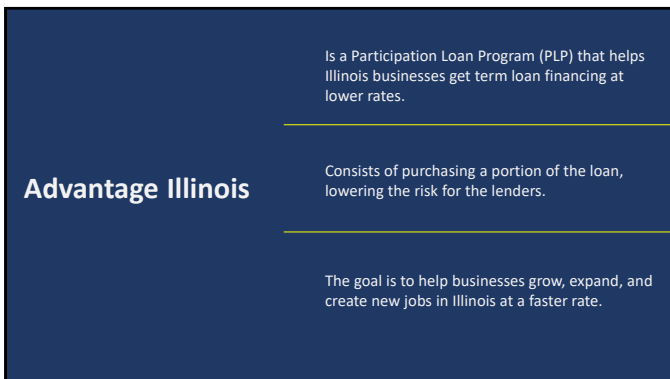 Advantage Illinois
Is a Participation Loan Program (PLP) that helps
Illinois businesses get term loan financing at
lower rates.
Consists of purchasing a portion of the loan,
lowering the risk for the lenders.
The goal is to help businesses grow, expand, and
create new jobs in Illinois at a faster rate.